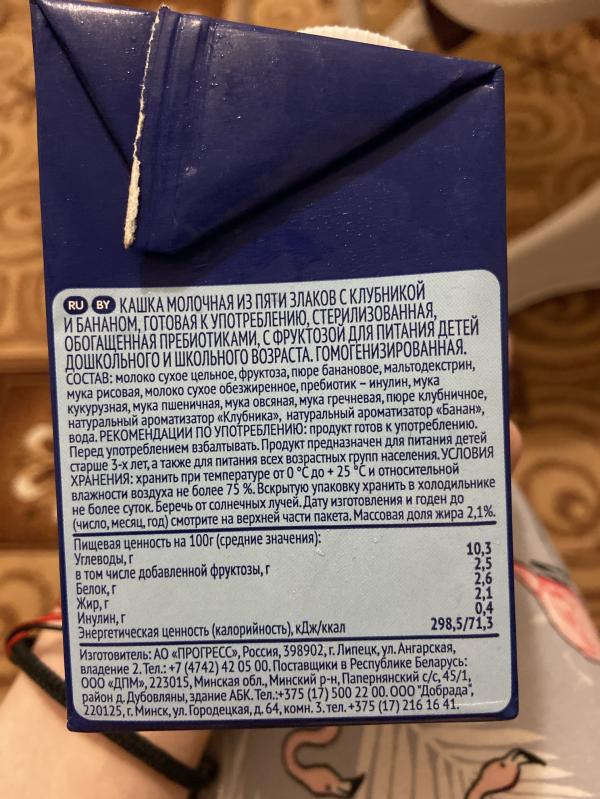 RU BY КАШКА МОЛОЧНАЯ ИЗ ПЯТИ ЗЛАКОВ С КЛУБНИКОЙ
И БАНАНОМ, ГОТОВАЯ К УПОТРЕБЛЕНИЮ, СТЕРИЛИЗОВАННАЯ,
ОБОГАЩЕННАЯ ПРЕБИОТИКАМИ, С ФРУКТОЗОЙ ДЛЯ ПИТАНИЯ ДЕТЕЙ
ДОШКОЛЬНОГО И ШКОЛЬНОГО ВОЗРАСТА. ГОМОГЕНИЗИРОВАННАЯ.
СОСТАВ: молоко сухое цельное, фруктоза, пюре банановое, мальтодекстрин,
мука рисовая, молоко сухое обезжиренное, пребиотик – инулин, мука
кукурузная, мука пшеничная, мука овсяная, мука гречневая, пюре клубничное,
натуральный ароматизатор «Клубника», натуральный ароматизатор «Банан»,
вода. РЕКОМЕНДАЦИИ ПО УПОТРЕБЛЕНИЮ: продукт готов к употреблению.
Перед употреблением взбалтывать. Продукт предназначен для питания детей
старше 3-х лет, а также для питания всех возрастных групп населения. УСЛОВИЯ
ХРАНЕНИЯ: хранить при температуре от 0 °С до + 25 °С и относительной
влажности воздуха не более 75 %. Вскрытую упаковку хранить в холодильнике
не более суток. Беречь от солнечных лучей. Дату изготовления и годен до
(число, месяц, год) смотрите на верхней части пакета. Массовая доля жира 2,1%.
Пищевая ценность на 100г (средние значения):
Углеводы, г 10,3
в том числе добавленной фруктозы, г 2,5
Белок, г 2,6
Жир, г 2,1
Инулин, г 0,4
Энергетическая ценность (калорийность), кДж/ккал 298,5/71,3
Изготовитель: АО «ПРОГРЕСС», Россия, 398902, г. Липецк, ул. Ангарская,
владение 2. Тел.: +7 (4742) 42 05 00. Поставщики в Республике Беларусь:
ООО «ДПМ», 223015, Минская обл., Минский р-н, Папернянский с/с, 45/1,
район д. Дубовляны, здание АБК. Тел.:+375 (17) 500 22 00. ООО "Добрада",
220125, г. Минск, ул. Городецкая, д. 64, комн. 3. тел. +375 (17) 216 16 41.